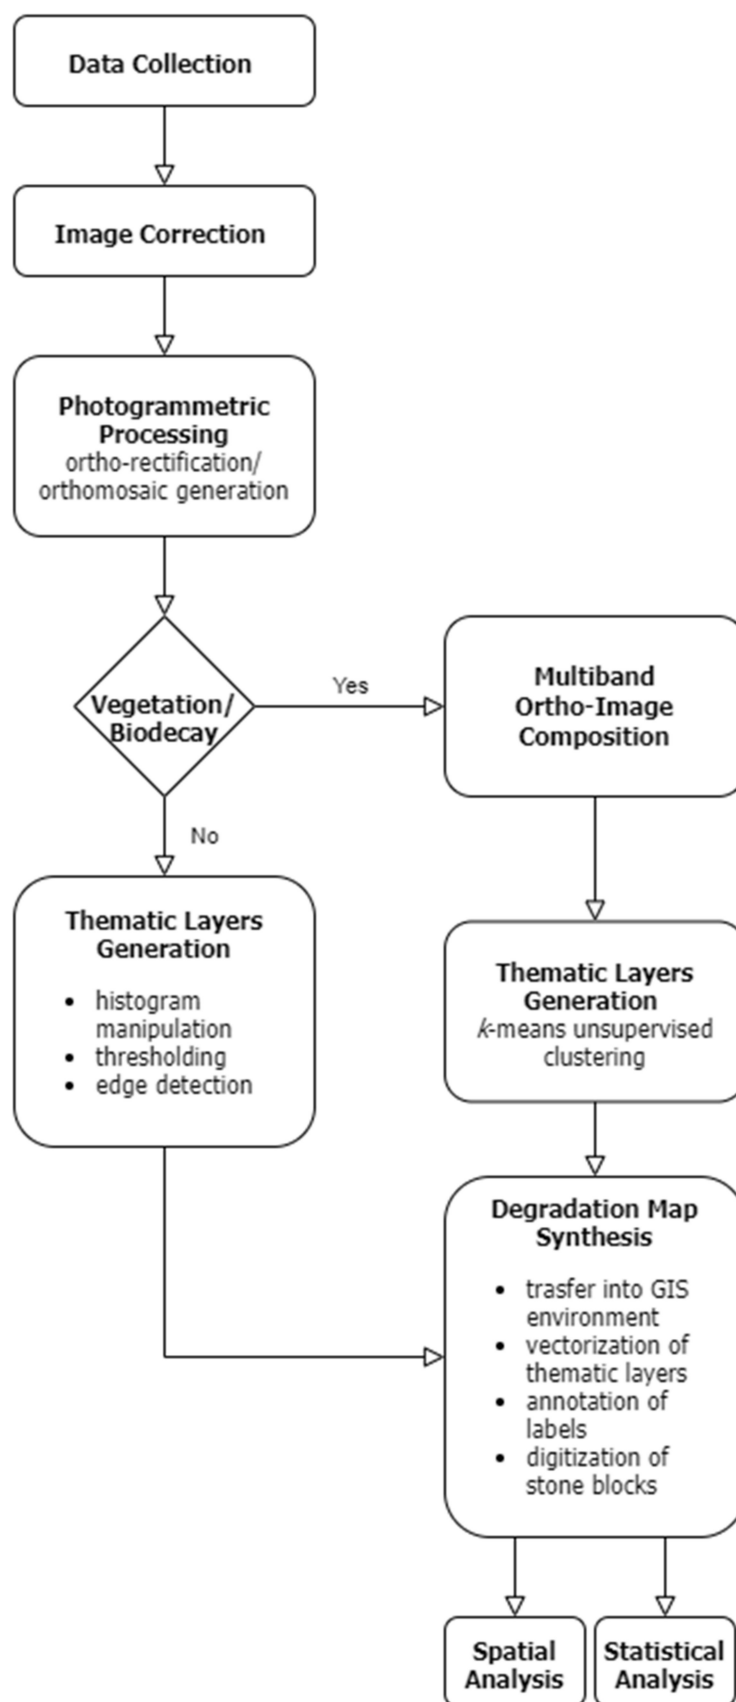 Data Collection
Image Correction
Photogrammetric
Processing
ortho-rectification/
orthomosaic generation
Vegetation/
Biodecay
Yes
No
Multiband
Ortho-Image
Composition
Thematic Layers
Generation
• histogram
manipulation
• thresholding
• edge detection
Thematic Layers
Generation
k-means unsupervised
clustering
Degradation Map
Synthesis
• trasfer into GIS
environment
• vectorization of
thematic layers
• annotation of
labels
• digitization of
stone blocks
Spatial
Analysis
Statistical
Analysis